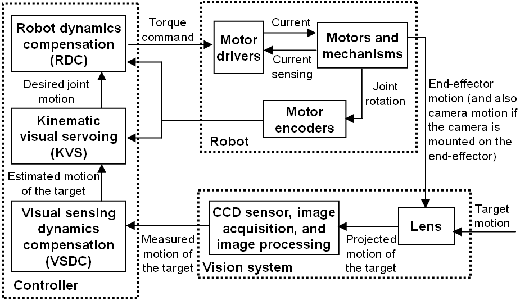 Robot dynamics
compensation
(RDC)
Torque
command
Motor
drivers
Current
Current
sensing
Motors and
mechanisms
Joint
rotation
Motor
encoders
Robot
End-effector
motion (and also
camera motion if
the camera is
mounted on the
end-effector)
Desired joint
motion
Kinematic
visual servoing
(KVS)
Estimated motion
of the target
Visual sensing
dynamics
compensation
(VSDC)
Controller
Measured
motion of
the target
CCD sensor, image
acquisition, and
image processing
Vision system
Projected
motion of
the target
Lens
Target
motion